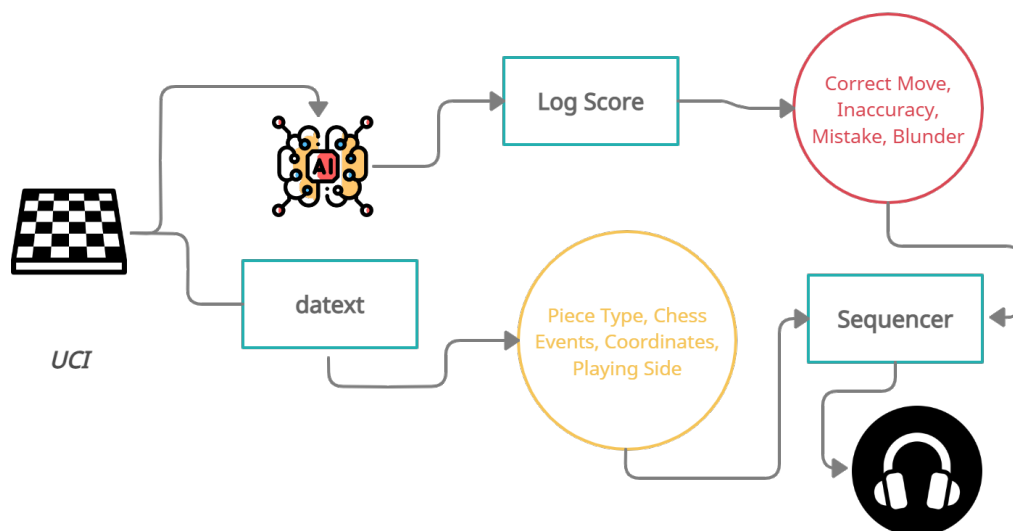 Log Score
Correct Move,
Inaccuracy,
Mistake, Blunder
AI
datext
Piece Type, Chess
Events, Coordinates,
Playing Side
Sequencer
UCI